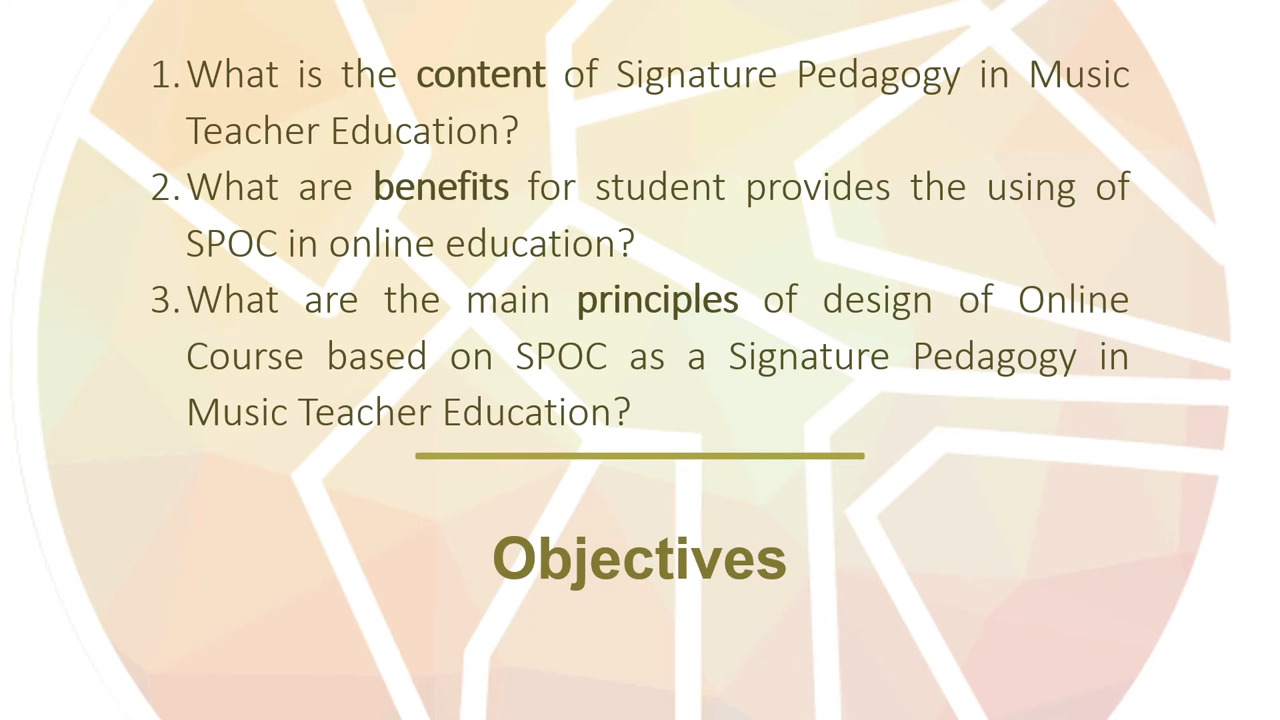 1. What is the content of Signature Pedagogy in Music
Teacher Education?
2. What are benefits for student provides the using of
SPOC in online education?
3. What are the main principles of design of Online
Course based on SPOC as a Signature Pedagogy in
Music Teacher Education?
Objectives